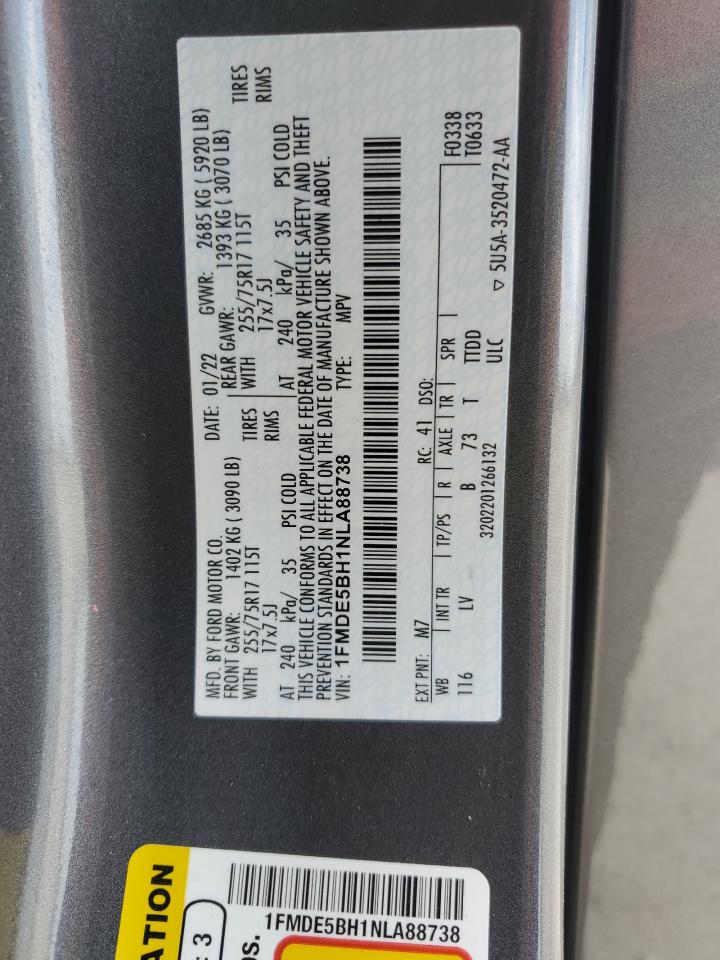 MFD. BY FORD MOTOR CO.
DATE: 01/22 GVWR: 2685 KG ( 5920 LB)
FRONT GAWR: 1402 KG ( 3090 LB)
REAR GAWR: 1393 KG ( 3070 LB)
WITH 255/75R17 115T TIRES
WITH 255/75R17 115T TIRES
17x7.5J RIMS
17x7.5J RIMS
AT 240 kPa/ 35 PSI COLD
AT 240 kPa/ 35 PSI COLD
THIS VEHICLE CONFORMS TO ALL APPLICABLE FEDERAL MOTOR VEHICLE SAFETY AND THEFT
PREVENTION STANDARDS IN EFFECT ON THE DATE OF MANUFACTURE SHOWN ABOVE.
VIN: 1FMDE5BH1NLA88738 TYPE: MPV
EXT PNT: M7 RC: 41 DSO: F0338
WB INT TR TP/PS R AXLE TR SPR T0633
116 LV B 73 T TTDD
3202201266132 ULC
▽ 5U5A-3520472-AA
ATION
1FMDE5BH1NLA88738
: 3
os.